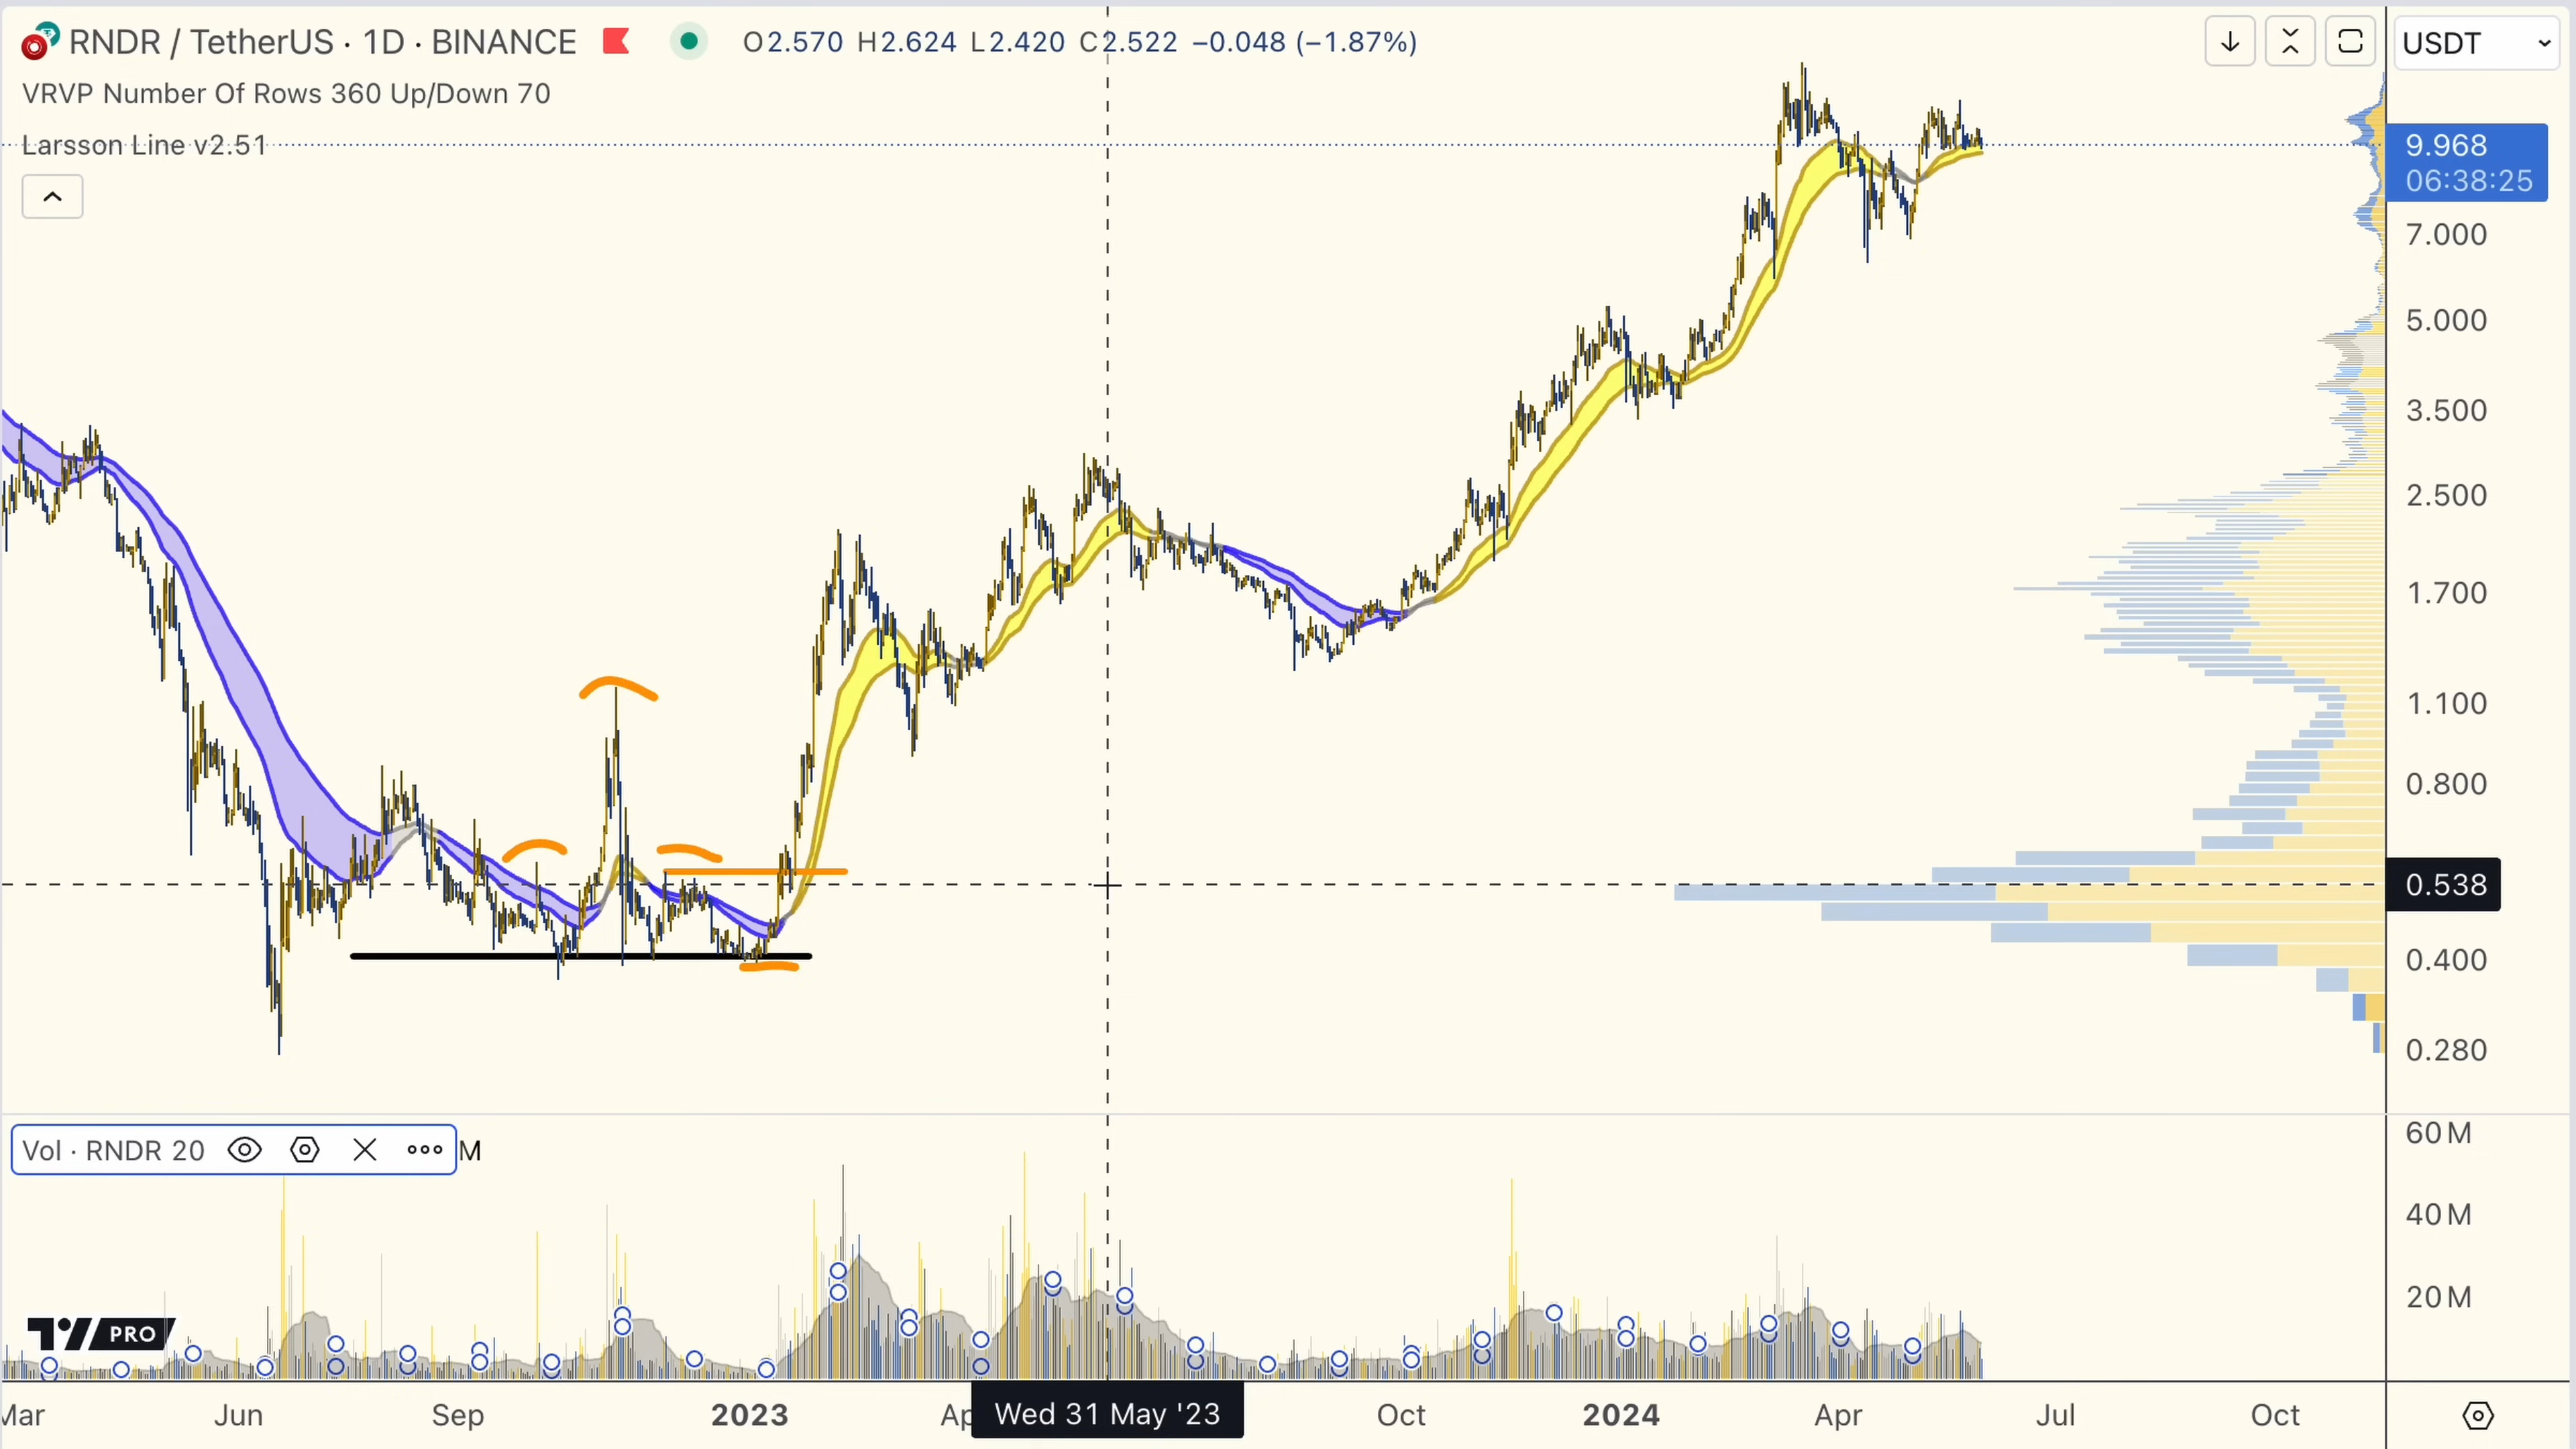 RNDR / TetherUS · 1D · BINANCE O2.570 H2.624 L2.420 C2.522 −0.048 (−1.87%)
USDT
VRVP Number Of Rows 360 Up/Down 70
Larsson Line v2.51
9.968
06:38:25
7.000
5.000
3.500
2.500
1.700
1.100
0.800
0.538
0.400
0.280
Vol · RNDR 20 M
60 M
40 M
20 M
PRO
Mar Jun Sep 2023 Ap Wed 31 May '23 Oct 2024 Apr Jul Oct